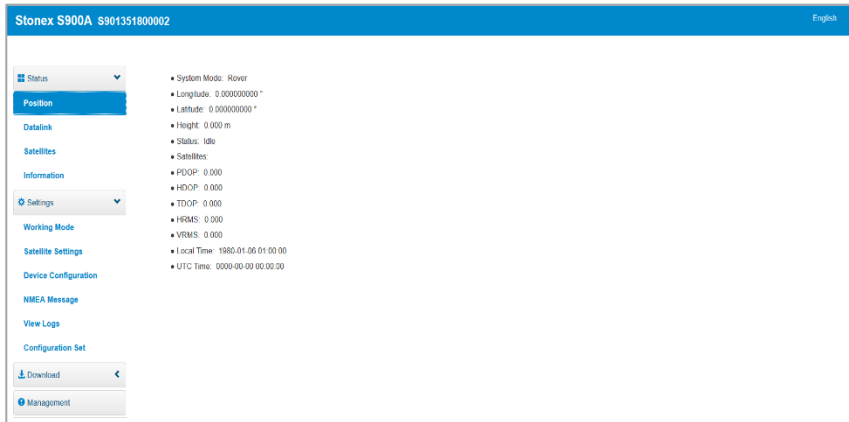 Stonex S900A S901351800002
English
Status
Position
Datalink
Satellites
Information
Settings
Working Mode
Satellite Settings
Device Configuration
NMEA Message
View Logs
Configuration Set
Download
Management
• System Mode: Rover
• Longitude: 0.000000000 °
• Latitude: 0.000000000 °
• Height: 0.000 m
• Status: Idle
• Satellites:
• PDOP: 0.000
• HDOP: 0.000
• TDOP: 0.000
• HRMS: 0.000
• VRMS: 0.000
• Local Time: 1980-01-06 01:00:00
• UTC Time: 0000-00-00 00:00:00